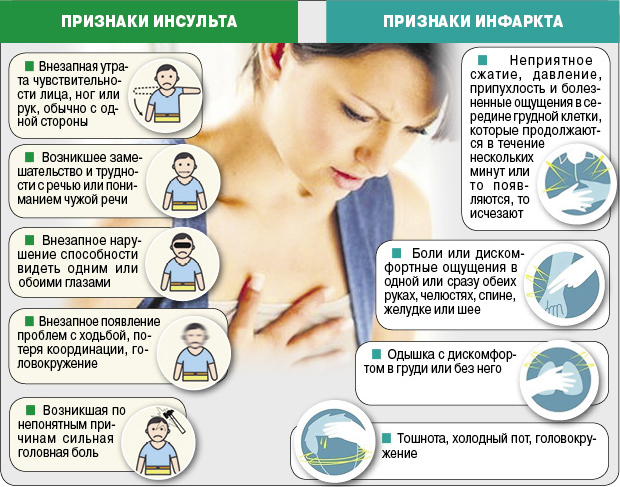 ПРИЗНАКИ ИНСУЛЬТА
■ Внезапная утра-
та чувствительно-
сти лица, ног или
рук, обычно с од-
ной стороны
■ Возникшее заме-
шательство и трудно-
сти с речью или пони-
манием чужой речи
■ Внезапное нару-
шение способности
видеть одним или
обоими глазами
■ Внезапное появление
проблем с ходьбой, по-
теря координации, го-
ловокружение
■ Возникшая по
непонятным при-
чинам сильная
головная боль
ПРИЗНАКИ ИНФАРКТА
■ Неприятное
сжатие, давление,
припухлость и болез-
ненные ощущения в се-
редине грудной клетки,
которые продолжают-
ся в течение
нескольких
минут или
то появ-
ляются, то
исчезают
■ Боли или диском-
фортные ощущения в
одной или сразу обеих
руках, челюстях, спине,
желудке или шее
■ Одышка с дискомфор-
том в груди или без него
■ Тошнота, холодный пот, головокру-
жение